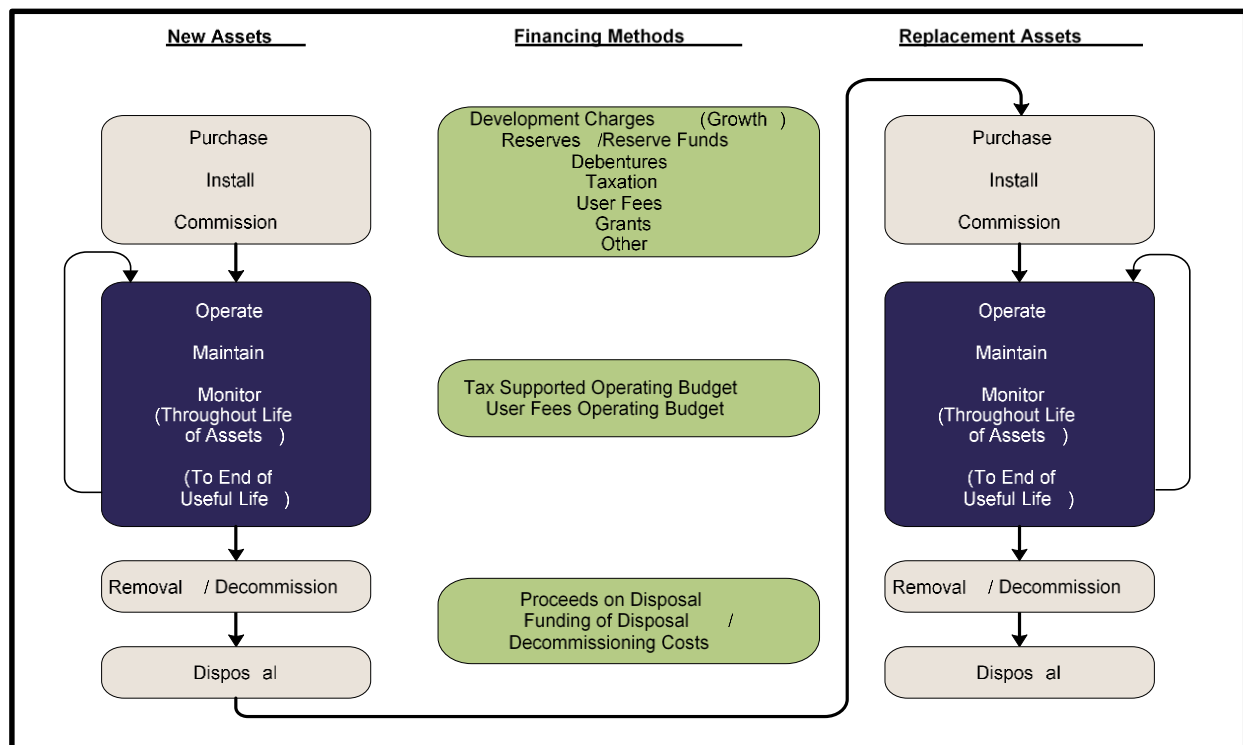 New Assets
Purchase
Install
Commission
Operate
Maintain
Monitor
(Throughout Life
of Assets )
(To End of
Useful Life )
Removal / Decommission
Dispos al
Financing Methods
Development Charges (Growth )
Reserves /Reserve Funds
Debentures
Taxation
User Fees
Grants
Other
Tax Supported Operating Budget
User Fees Operating Budget
Proceeds on Disposal
Funding of Disposal /
Decommissioning Costs
Replacement Assets
Purchase
Install
Commission
Operate
Maintain
Monitor
(Throughout Life
of Assets )
(To End of
Useful Life )
Removal / Decommission
Dispos al